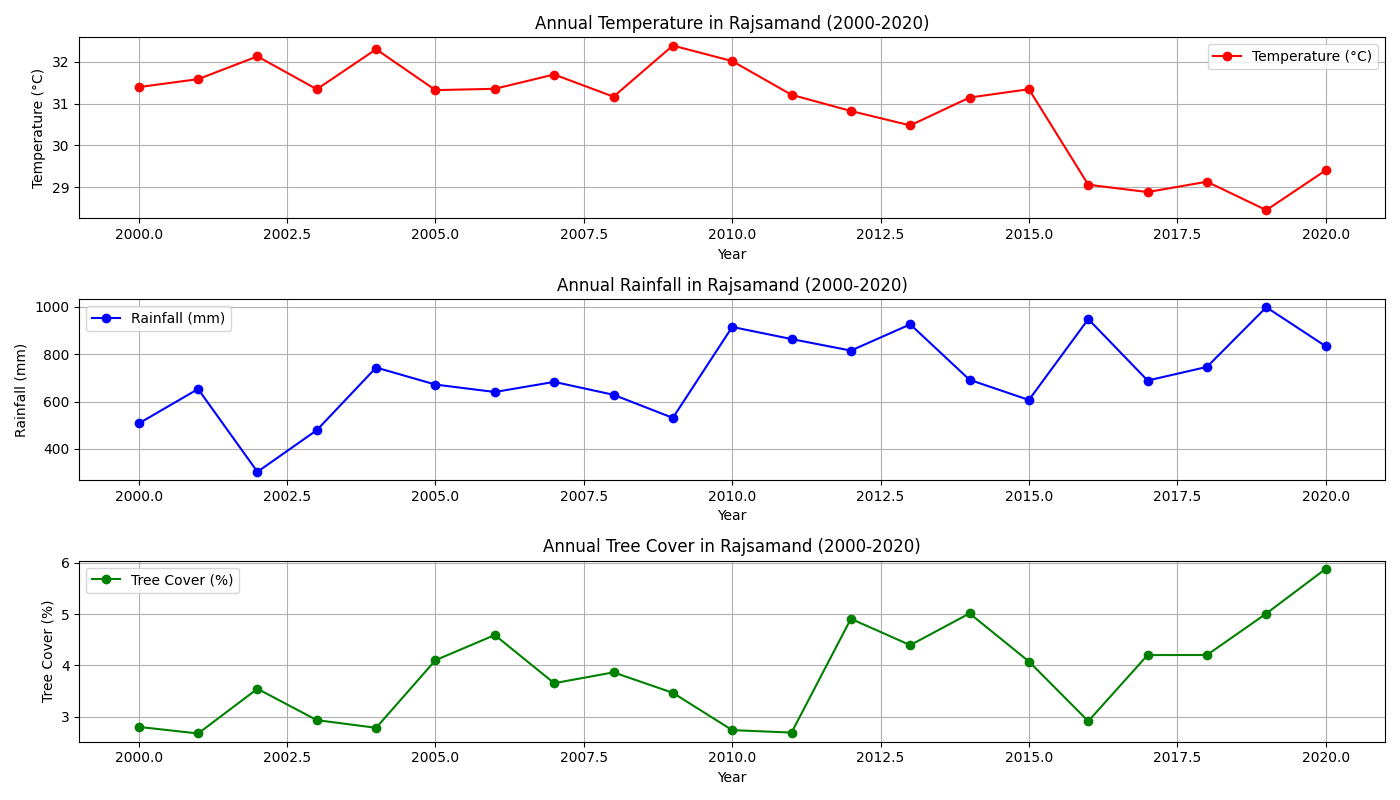 Annual Temperature in Rajsamand (2000-2020)
Temperature (°C)
32
31
30
29
Temperature (°C)
2000.0 2002.5 2005.0 2007.5 2010.0 2012.5 2015.0 2017.5 2020.0
Year
Annual Rainfall in Rajsamand (2000-2020)
Rainfall (mm)
1000
800
600
400
Rainfall (mm)
2000.0 2002.5 2005.0 2007.5 2010.0 2012.5 2015.0 2017.5 2020.0
Year
Annual Tree Cover in Rajsamand (2000-2020)
Tree Cover (%)
6
5
4
3
Tree Cover (%)
2000.0 2002.5 2005.0 2007.5 2010.0 2012.5 2015.0 2017.5 2020.0
Year